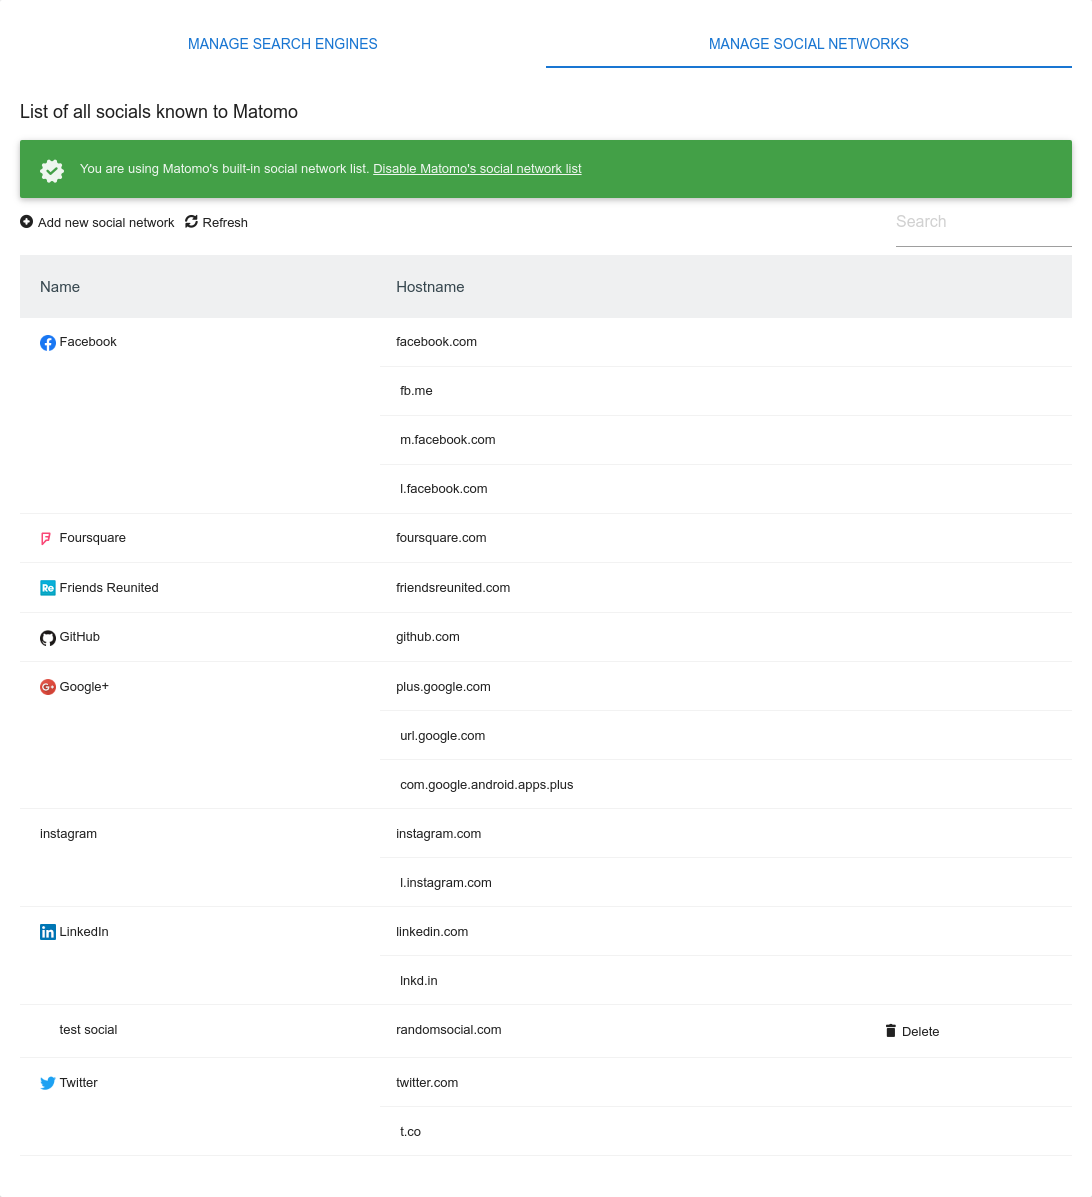 MANAGE SEARCH ENGINES MANAGE SOCIAL NETWORKS
List of all socials known to Matomo
You are using Matomo's built-in social network list. Disable Matomo's social network list
Add new social network Refresh Search
Name Hostname
Facebook facebook.com
fb.me
m.facebook.com
l.facebook.com
Foursquare foursquare.com
Re Friends Reunited friendsreunited.com
GitHub github.com
G+ Google+ plus.google.com
url.google.com
com.google.android.apps.plus
instagram instagram.com
l.instagram.com
in LinkedIn linkedin.com
lnkd.in
test social randomsocial.com Delete
Twitter twitter.com
t.co